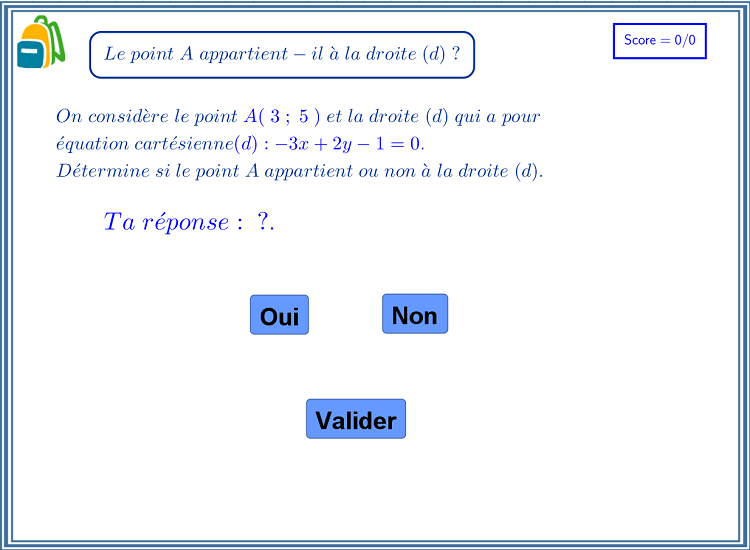 Le point A appartient – il à la droite (d) ?
Score = 0/0
On considère le point A( 3 ; 5 ) et la droite (d) qui a pour
équation cartésienne(d) : −3x + 2y − 1 = 0.
Détermine si le point A appartient ou non à la droite (d).
Ta réponse : ?.
Oui
Non
Valider